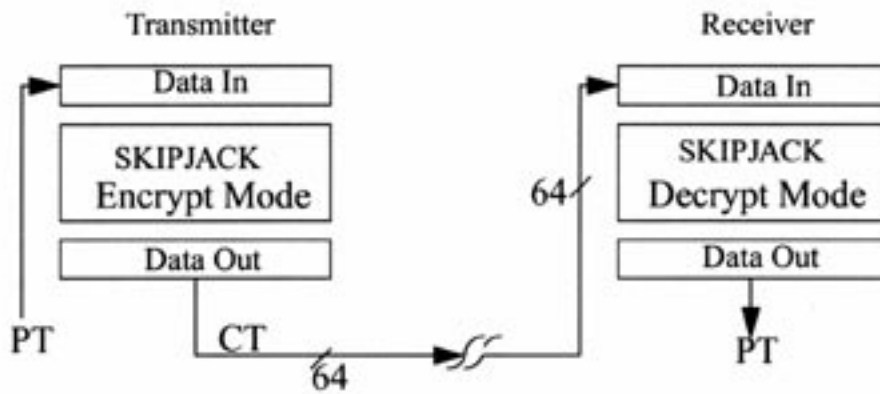 Transmitter
Data In
SKIPJACK
Encrypt Mode
Data Out
PT
CT
64
Receiver
64
Data In
SKIPJACK
Decrypt Mode
Data Out
PT